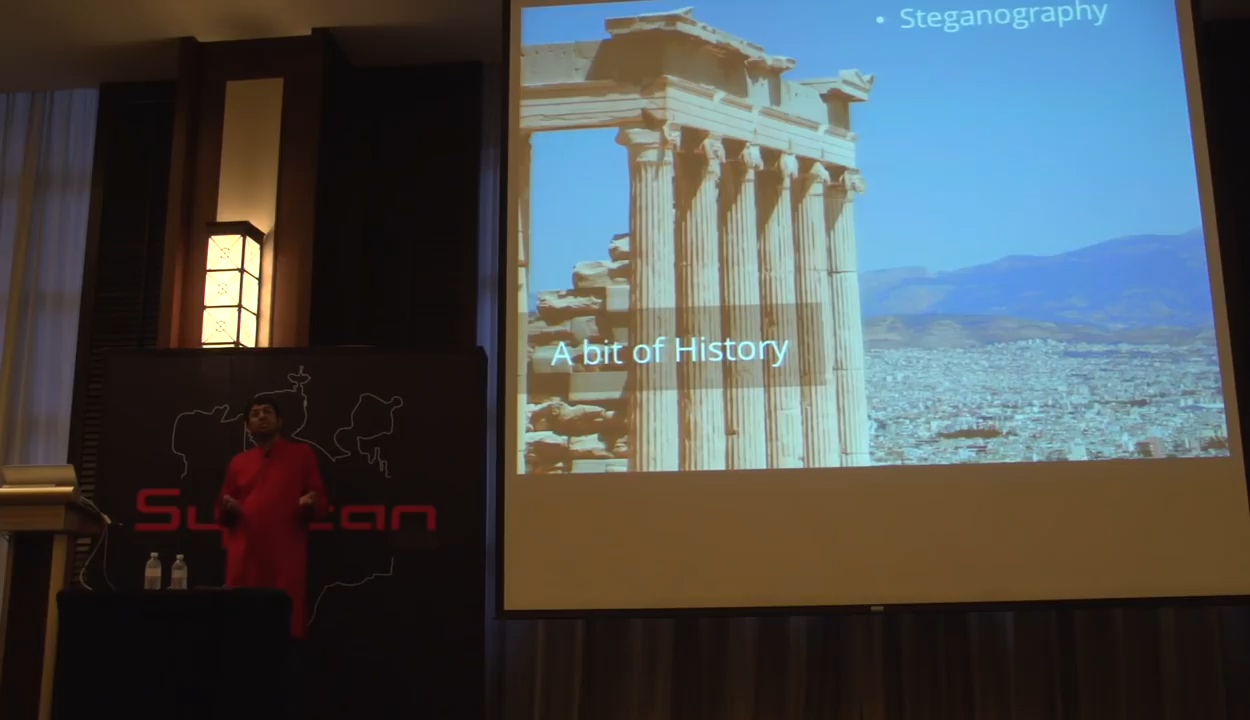 • Steganography
A bit of History